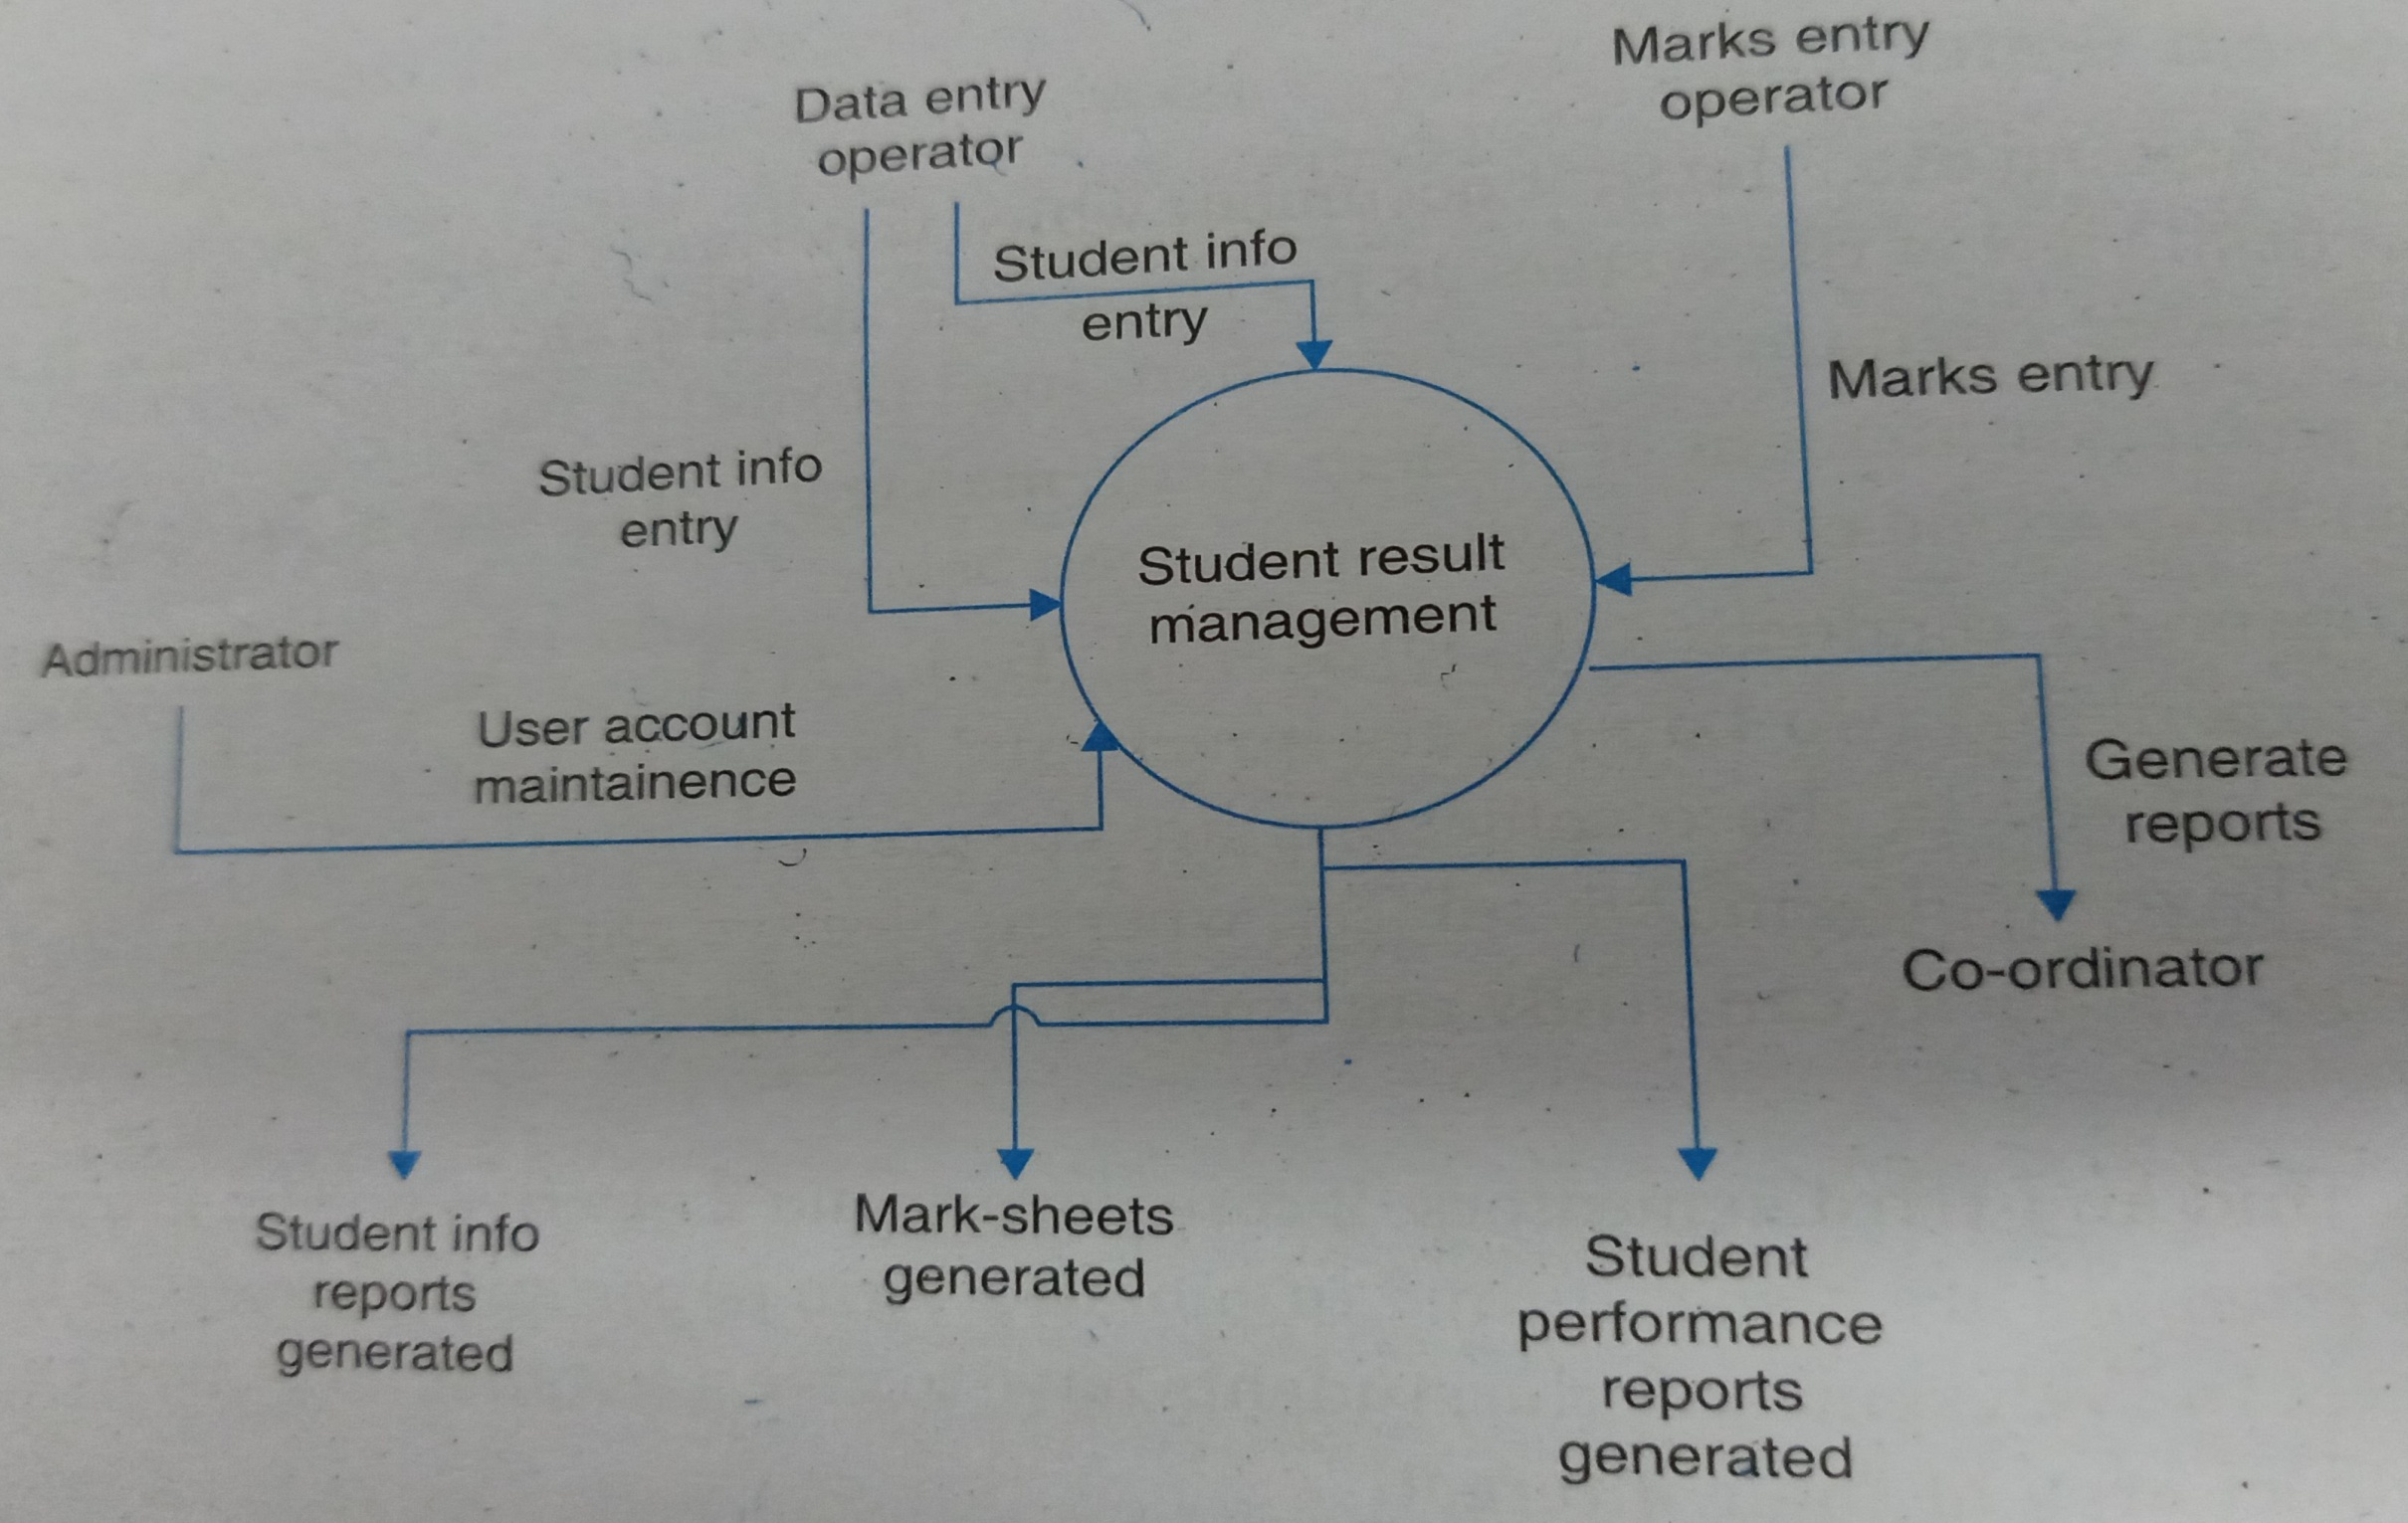 Marks entry
operator
Data entry
operator
Student info
entry
Marks entry
Student info
entry
Student result
management
Administrator
User account
maintainence
Generate
reports
Co-ordinator
Student info
reports
generated
Mark-sheets
generated
Student
performance
reports
generated